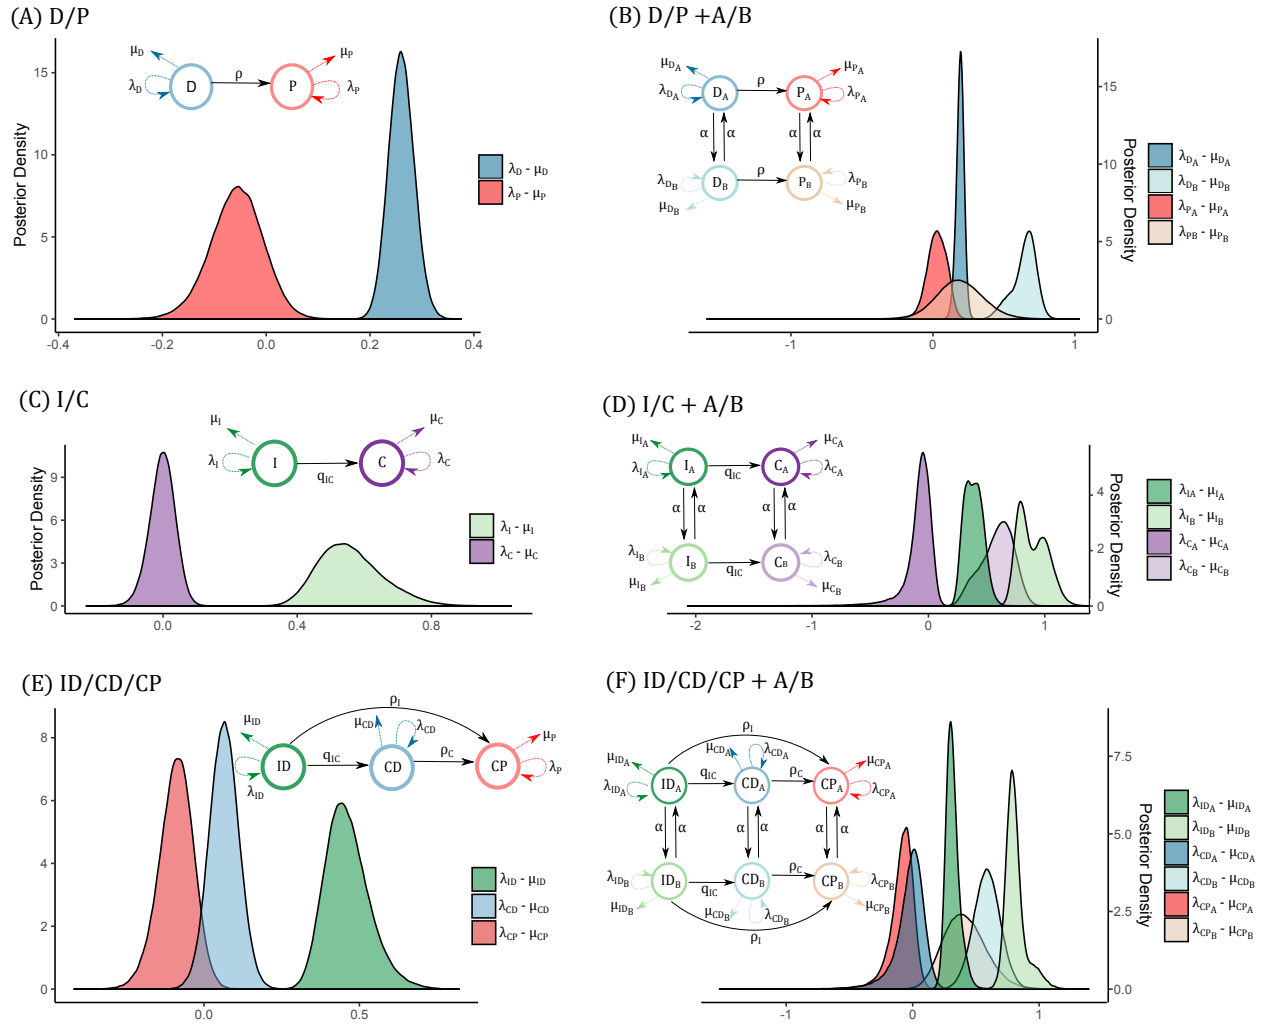 (A) D/P
μD
λD
D
ρ
P
μP
λP
Posterior Density
15
10
5
0
-0.4
-0.2
0.0
0.2
0.4
λD - μD
λP - μP
(B) D/P +A/B
μDA
λDA
DA
ρ
PA
μPA
λPA
α
α
α
α
λDB
μDB
DB
ρ
PB
λPB
μPB
Posterior Density
15
10
5
0
-1
0
1
λDA - μDA
λDB - μDB
λPA - μPA
λPB - μPB
(C) I/C
μI
λI
I
qIC
C
μC
λC
Posterior Density
9
6
3
0
0.0
0.4
0.8
λI - μI
λC - μC
(D) I/C + A/B
μIA
λIA
IA
qIC
CA
μCA
λCA
α
α
α
α
λIB
μIB
IB
qIC
CB
λCB
μCB
Posterior Density
4
2
0
-2
-1
0
1
λIA - μIA
λIB - μIB
λCA - μCA
λCB - μCB
(E) ID/CD/CP
ρI
μID
λID
ID
qIC
μCD
λCD
CD
ρC
CP
μP
λP
8
6
4
2
0
0.0
0.5
λID - μID
λCD - μCD
λCP - μCP
(F) ID/CD/CP + A/B
ρI
μIDA
λIDA
IDA
qIC
μCDA
λCDA
CDA
ρC
CPA
μCPA
λCPA
α
α
α
α
α
α
λIDB
μIDB
IDB
qIC
CDB
μCDB
λCDB
ρC
CPB
λCPB
μCPB
ρI
Posterior Density
7.5
5.0
2.5
0.0
-1
0
1
λIDA - μIDA
λIDB - μIDB
λCDA - μCDA
λCDB - μCDB
λCPA - μCPA
λCPB - μCPB